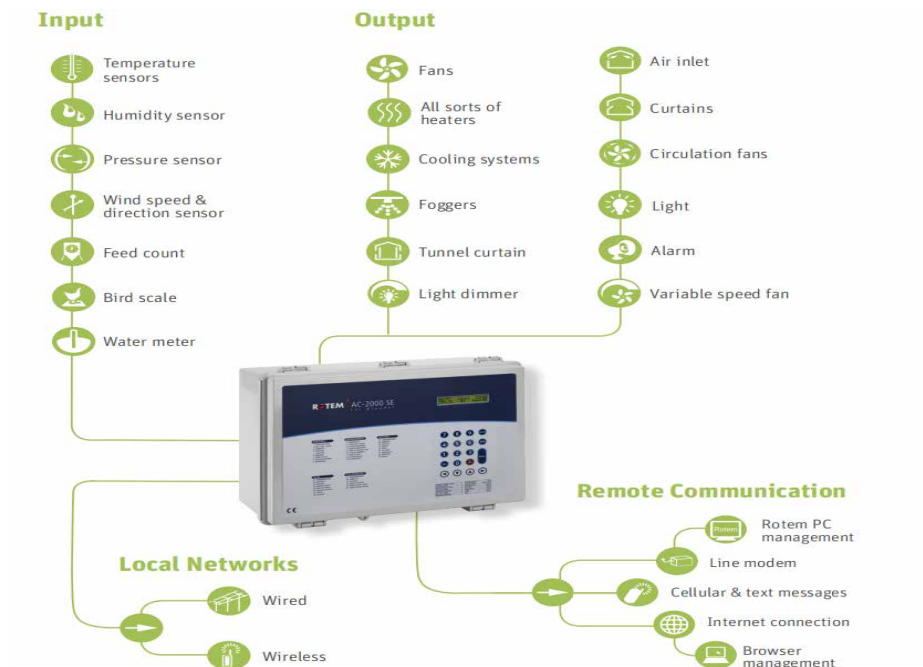 Input
Temperature
sensors
Humidity sensor
Pressure sensor
Wind speed &
direction sensor
Feed count
Bird scale
Water meter
Output
Fans
All sorts of
heaters
Cooling systems
Foggers
Tunnel curtain
Light dimmer
Air inlet
Curtains
Circulation fans
Light
Alarm
Variable speed fan
ROTEM AC-2000 SE
CE
Local Networks
Wired
Wireless
Remote Communication
Rotem
Rotem PC
management
Line modem
Cellular & text messages
Internet connection
Browser
management